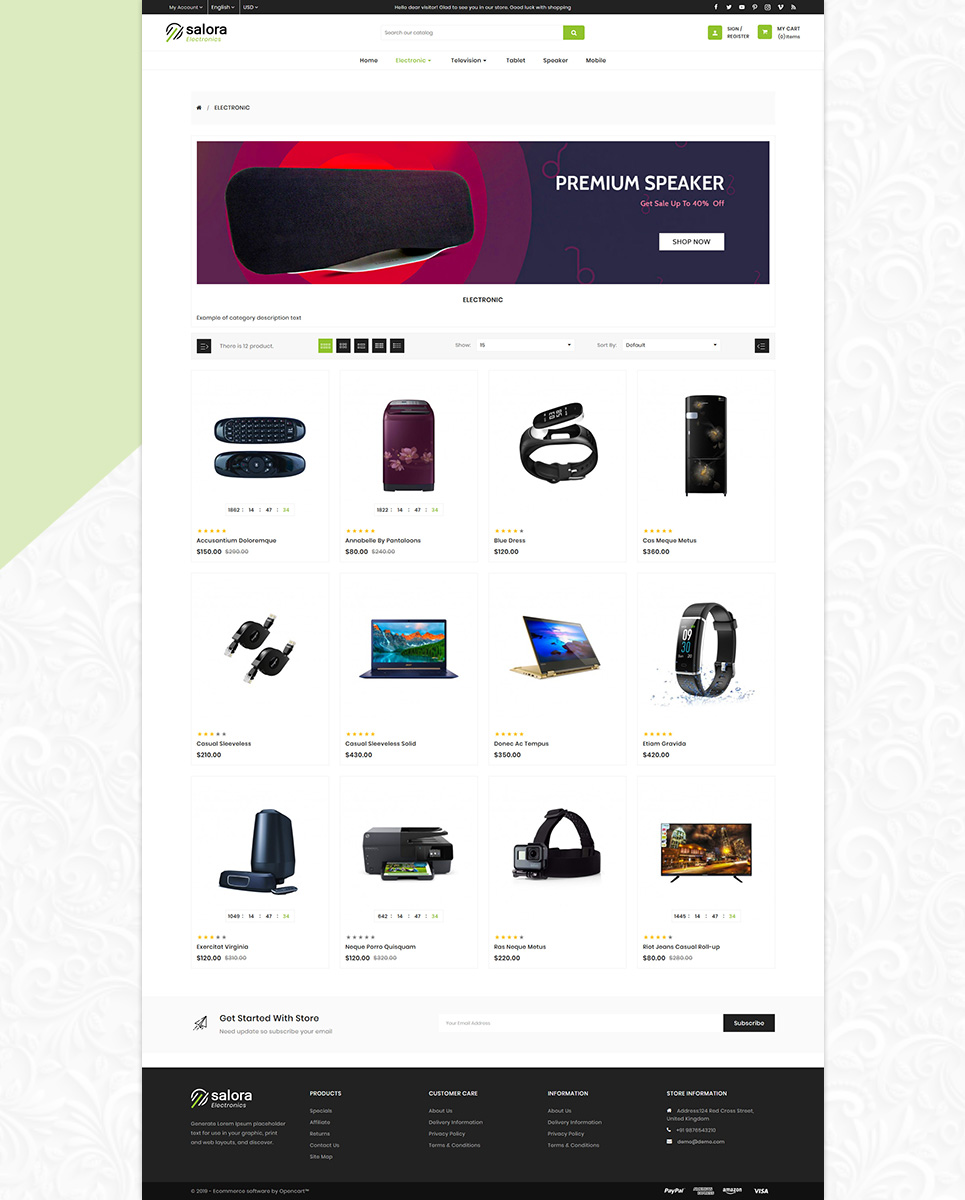 My Account English USD Hello dear visitor! Glad to see you in our store. Good luck with shopping
salora
Electronics
Search our catalog
SIGN /
REGISTER
MY CART
(0)items
Home Electronic Television Tablet Speaker Mobile
/ ELECTRONIC
PREMIUM SPEAKER
Get Sale Up To 40% Off
SHOP NOW
ELECTRONIC
Example of category description text
There is 12 product. Show: 15 Sort By: Default
1862 : 14 : 47 : 34
Accusantium Doloremque
$150.00 $290.00
1822 : 14 : 47 : 34
Annabelle By Pantaloons
$80.00 $240.00
Blue Dress
$120.00
Cas Meque Metus
$360.00
Casual Sleeveless
$210.00
Casual Sleeveless Solid
$430.00
Donec Ac Tempus
$350.00
09
30
Etiam Gravida
$420.00
1049 : 14 : 47 : 34
Exercitat Virginia
$120.00 $310.00
642 : 14 : 47 : 34
Neque Porro Quisquam
$120.00 $320.00
Ras Neque Metus
$220.00
1445 : 14 : 47 : 34
Riot Jeans Casual Roll-up
$80.00 $280.00
Get Started With Store
Need update so subscribe your email
Your Email Address
Subscribe
salora
Electronics
Generate Lorem Ipsum placeholder
text for use in your graphic, print
and web layouts, and discover.
PRODUCTS
Specials
Affiliate
Returns
Contact Us
Site Map
CUSTOMER CARE
About Us
Delivery Information
Privacy Policy
Terms & Conditions
INFORMATION
About Us
Delivery Information
Privacy Policy
Terms & Conditions
STORE INFORMATION
Address:124 Red Cross Street,
United Kingdom
+91 9876543210
demo@demo.com
© 2019 - Ecommerce software by Opencart™
PayPal AMERICAN EXPRESS amazon VISA